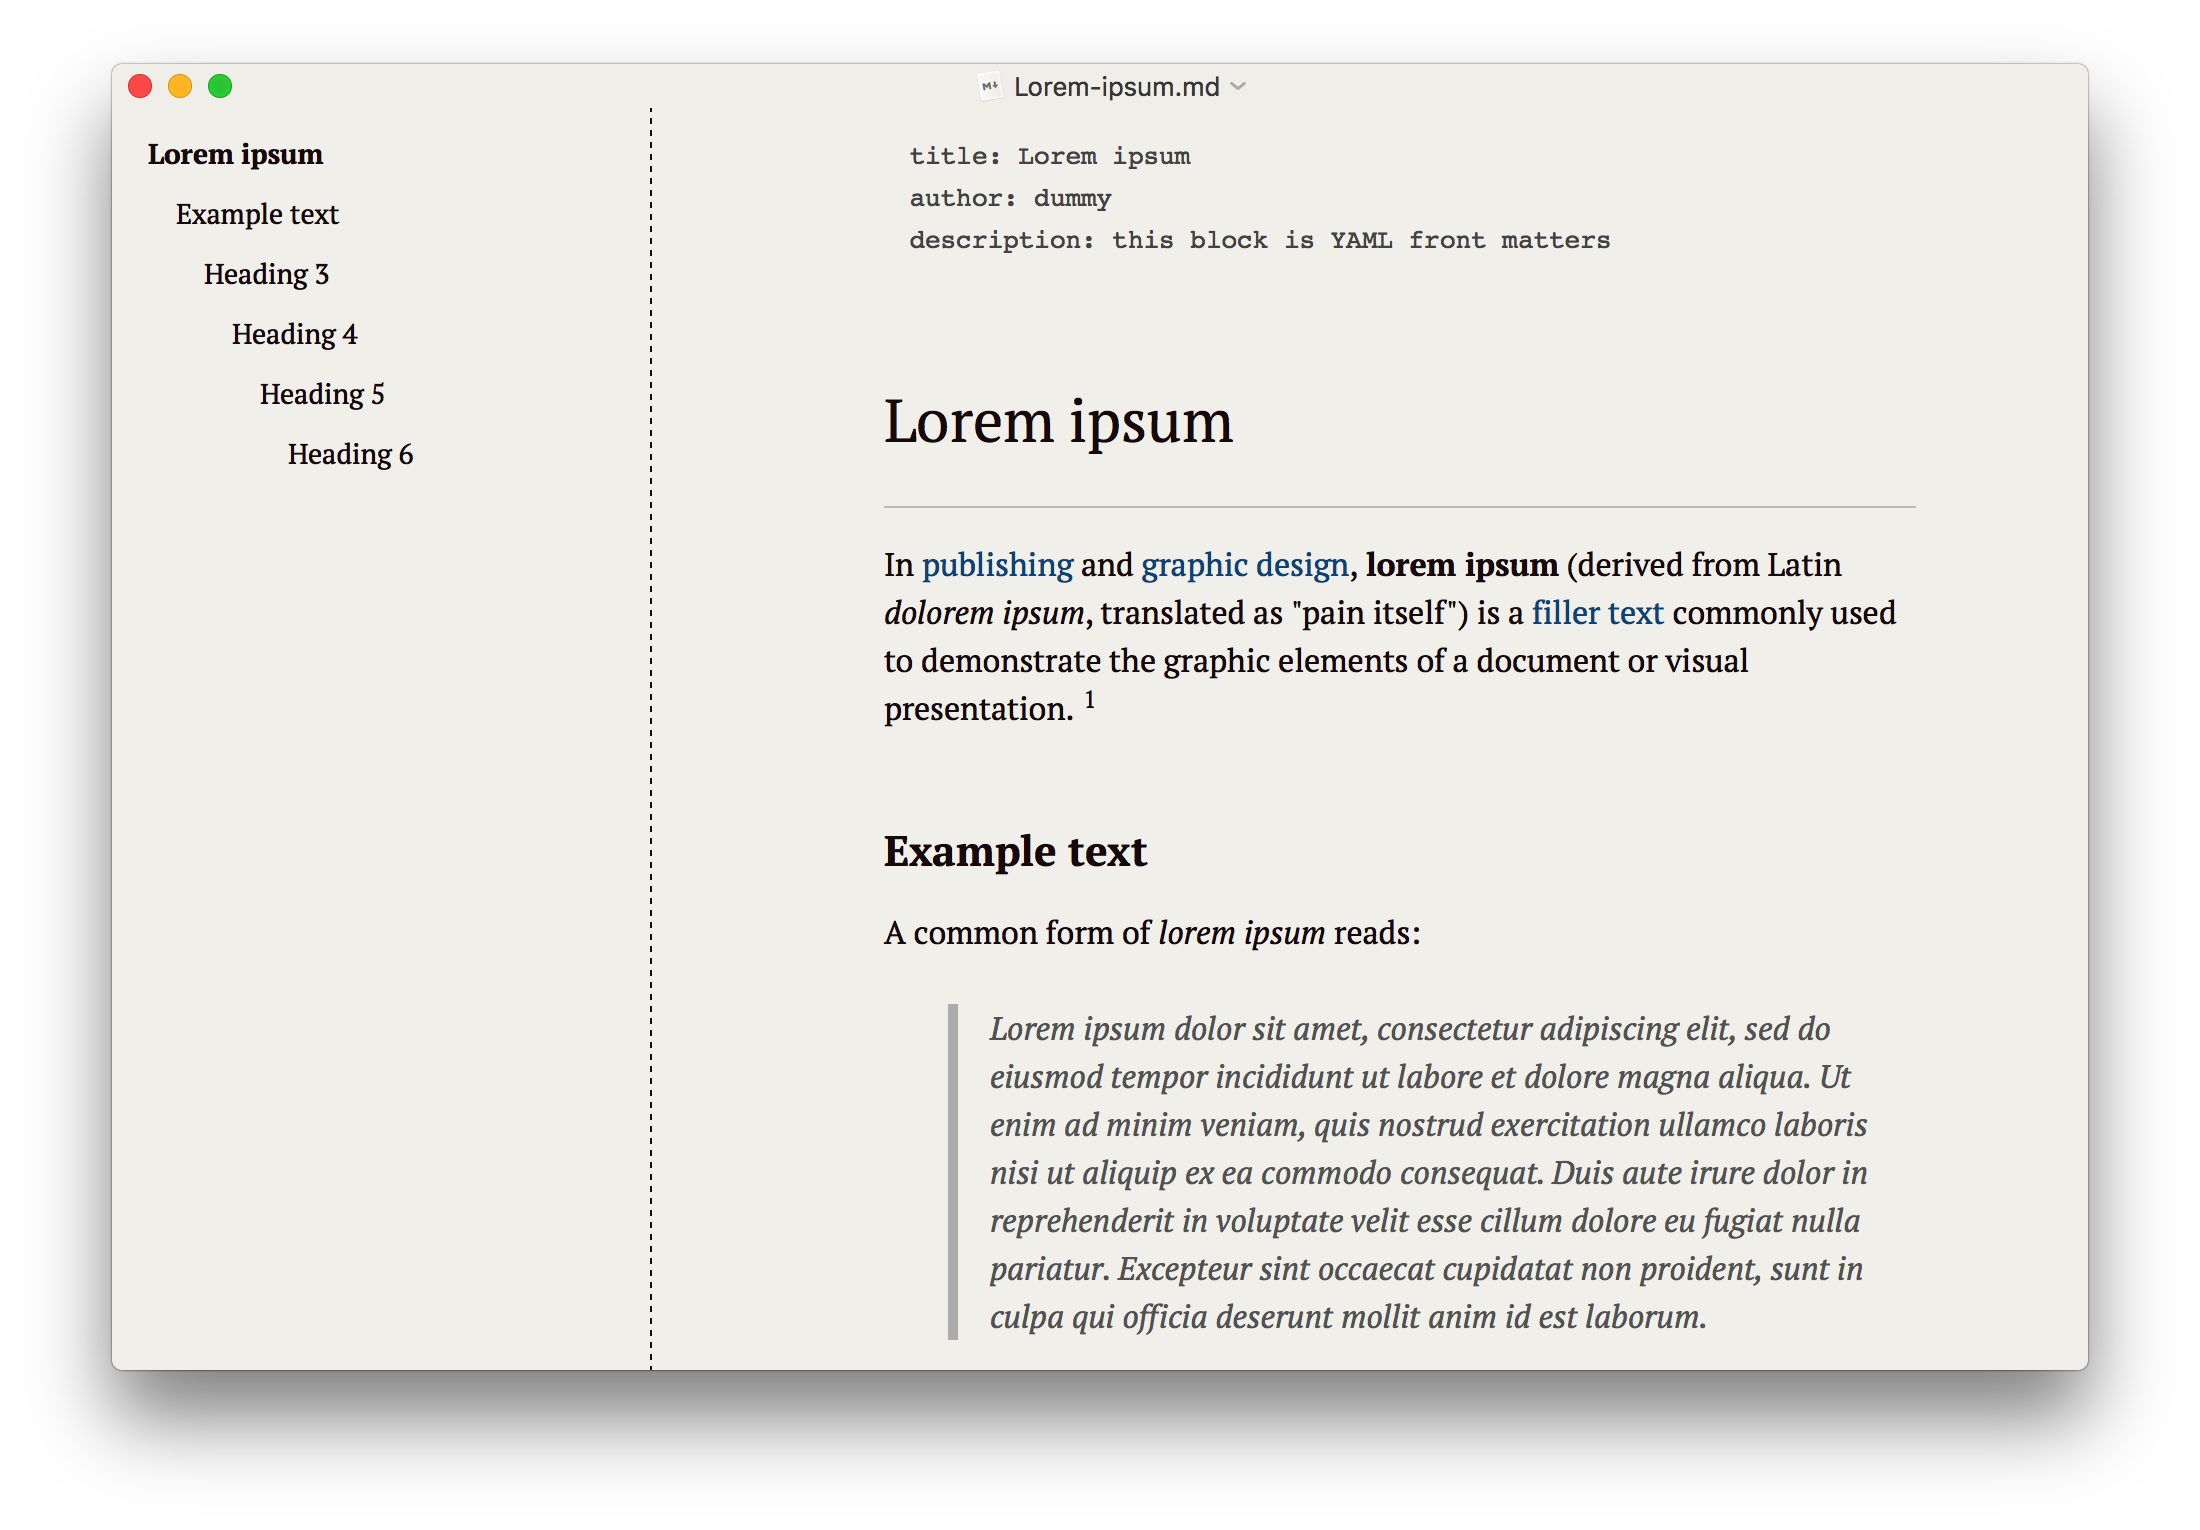 Lorem-ipsum.md
Lorem ipsum
Example text
Heading 3
Heading 4
Heading 5
Heading 6
title: Lorem ipsum
author: dummy
description: this block is YAML front matters
Lorem ipsum
In publishing and graphic design, lorem ipsum (derived from Latin
dolorem ipsum, translated as "pain itself") is a filler text commonly used
to demonstrate the graphic elements of a document or visual
presentation. 1
Example text
A common form of lorem ipsum reads:
Lorem ipsum dolor sit amet, consectetur adipiscing elit, sed do
eiusmod tempor incididunt ut labore et dolore magna aliqua. Ut
enim ad minim veniam, quis nostrud exercitation ullamco laboris
nisi ut aliquip ex ea commodo consequat. Duis aute irure dolor in
reprehenderit in voluptate velit esse cillum dolore eu fugiat nulla
pariatur. Excepteur sint occaecat cupidatat non proident, sunt in
culpa qui officia deserunt mollit anim id est laborum.